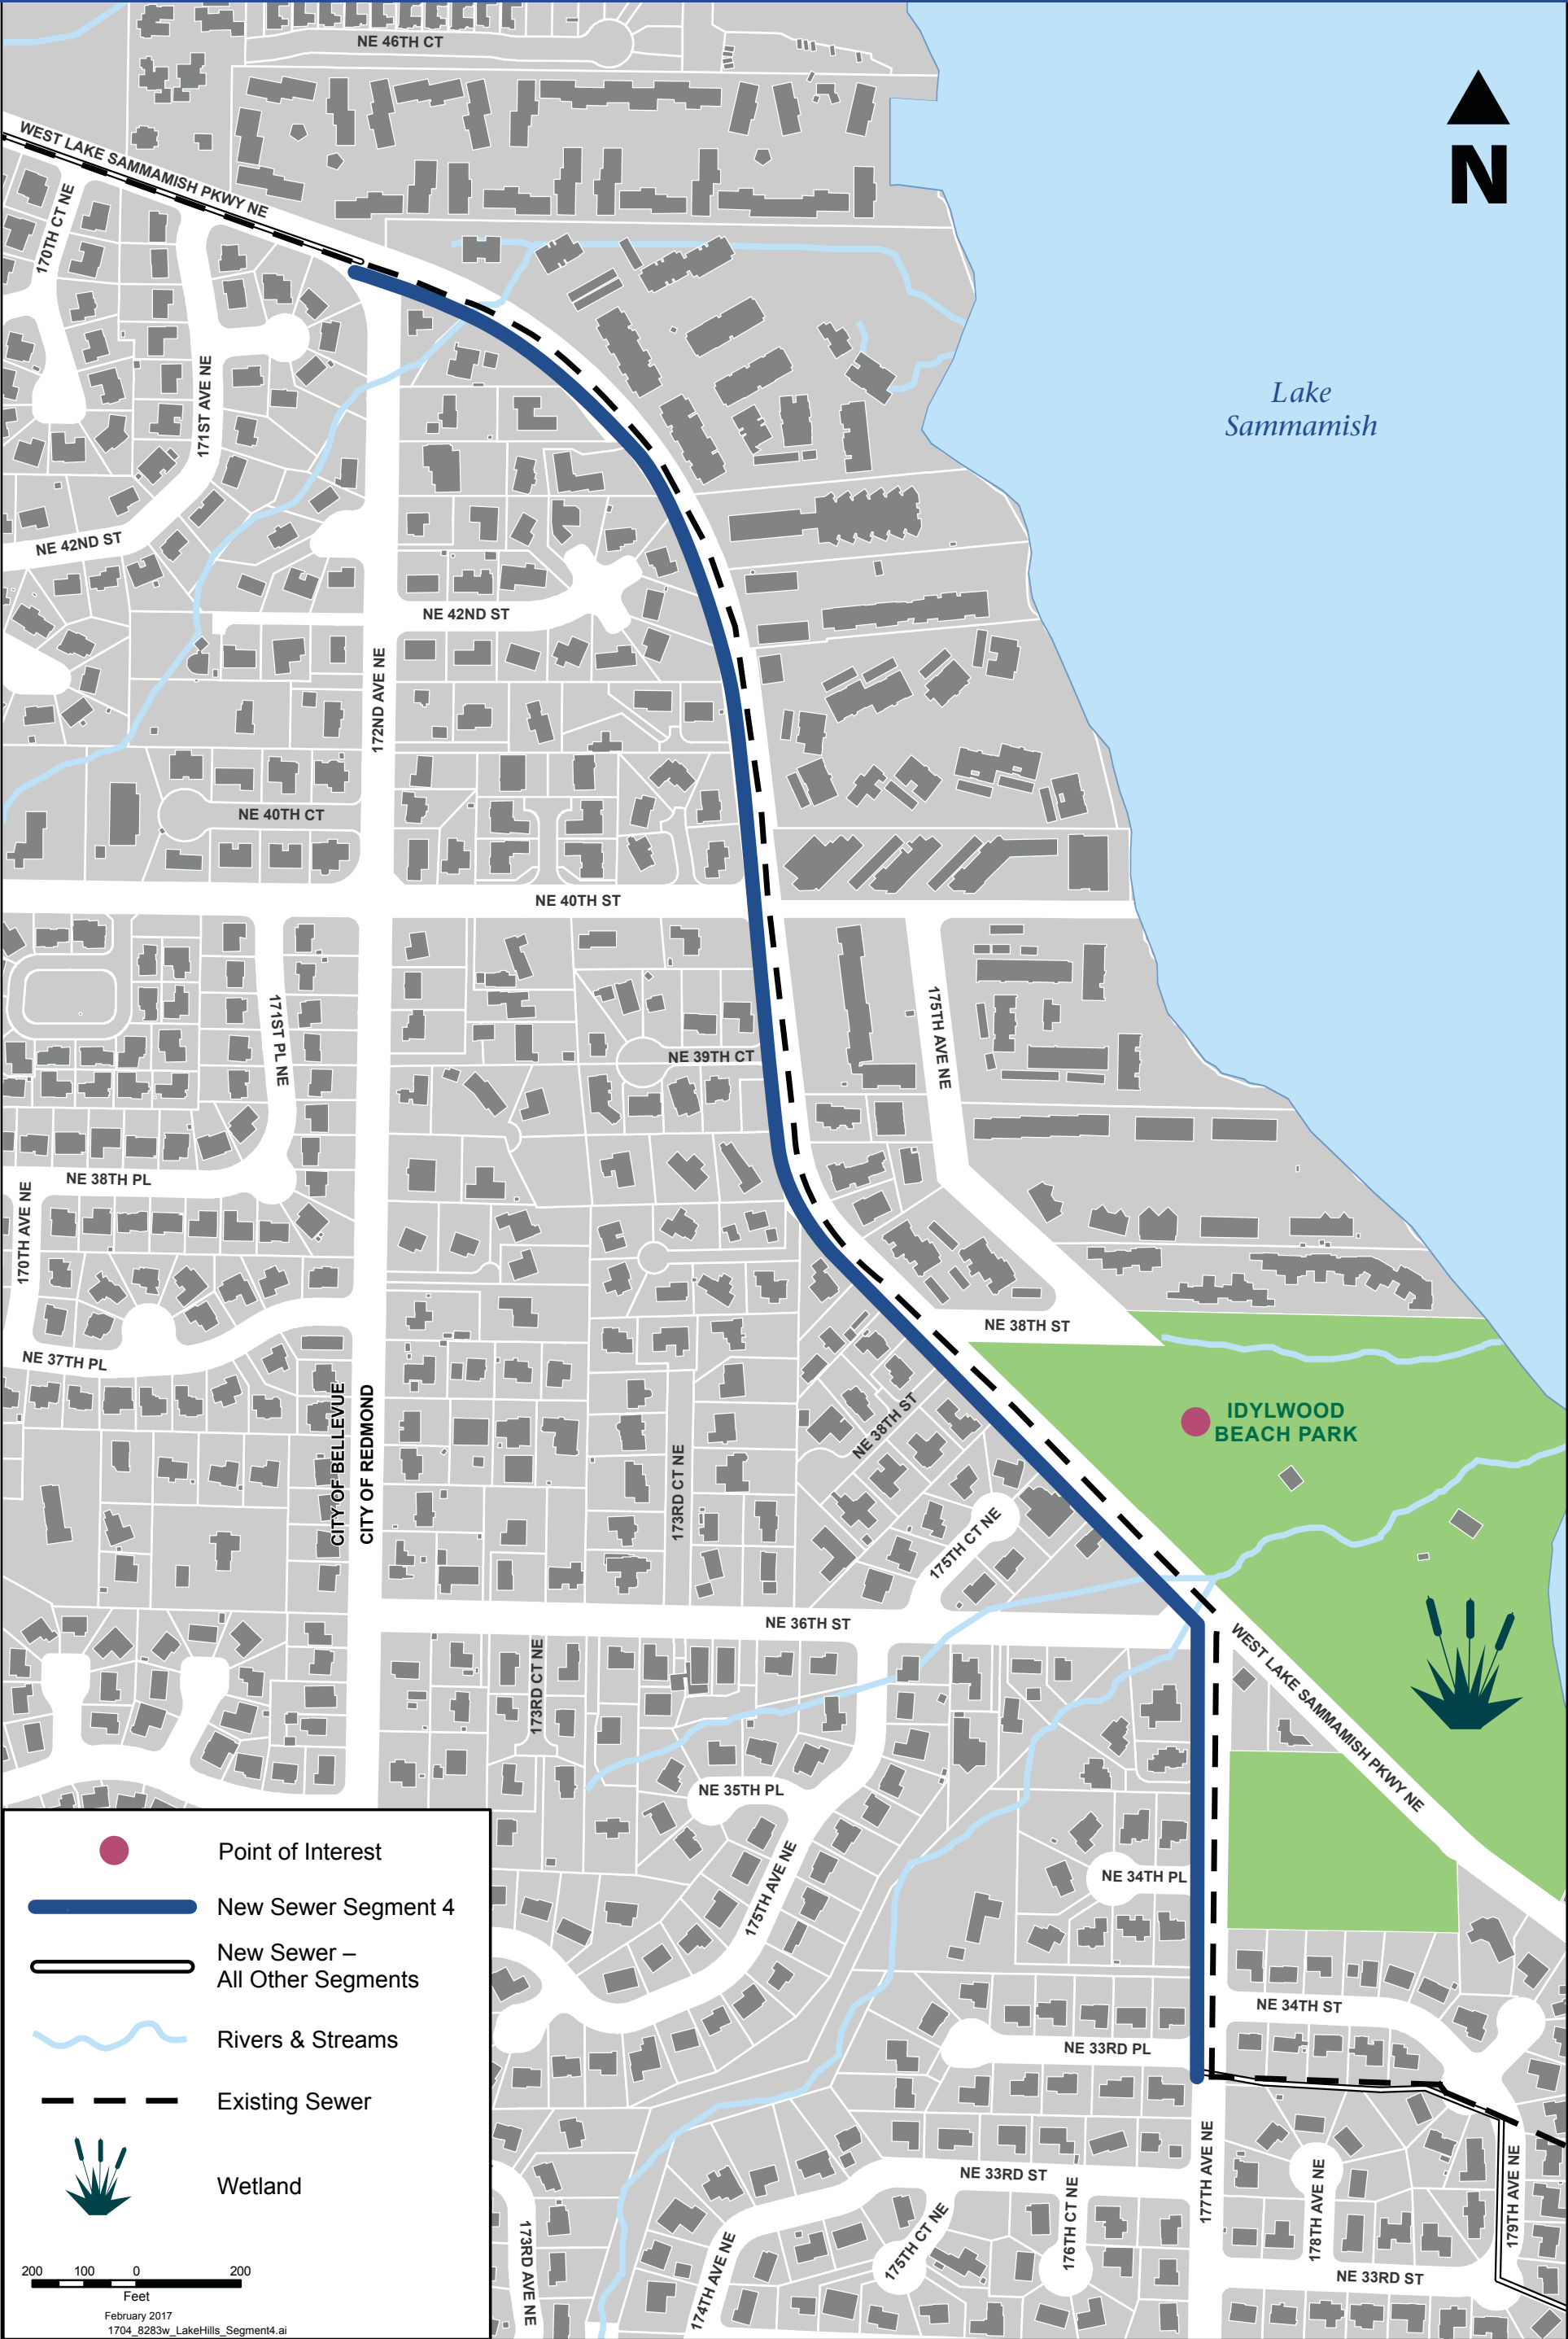 NE 46TH CT
N
WEST LAKE SAMMAMISH PKWY NE
170TH CT NE
Lake
Sammamish
171ST AVE NE
NE 42ND ST
NE 42ND ST
172ND AVE NE
NE 40TH CT
NE 40TH ST
171ST PL NE
175TH AVE NE
NE 39TH CT
NE 38TH PL
170TH AVE NE
NE 38TH ST
NE 37TH PL
CITY OF BELLEVUE
CITY OF REDMOND
IDYLWOOD
BEACH PARK
NE 38TH ST
173RD CT NE
175TH CT NE
NE 36TH ST
WEST LAKE SAMMAMISH PKWY NE
173RD CT NE
NE 35TH PL
NE 34TH PL
175TH AVE NE
NE 34TH ST
NE 33RD PL
NE 33RD ST
177TH AVE NE
176TH CT NE
178TH AVE NE
179TH AVE NE
173RD AVE NE
174TH AVE NE
175TH CT NE
NE 33RD ST
Point of Interest
New Sewer Segment 4
New Sewer –
All Other Segments
Rivers & Streams
Existing Sewer
Wetland
200 100 0 200
Feet
February 2017
1704_8283w_LakeHills_Segment4.ai